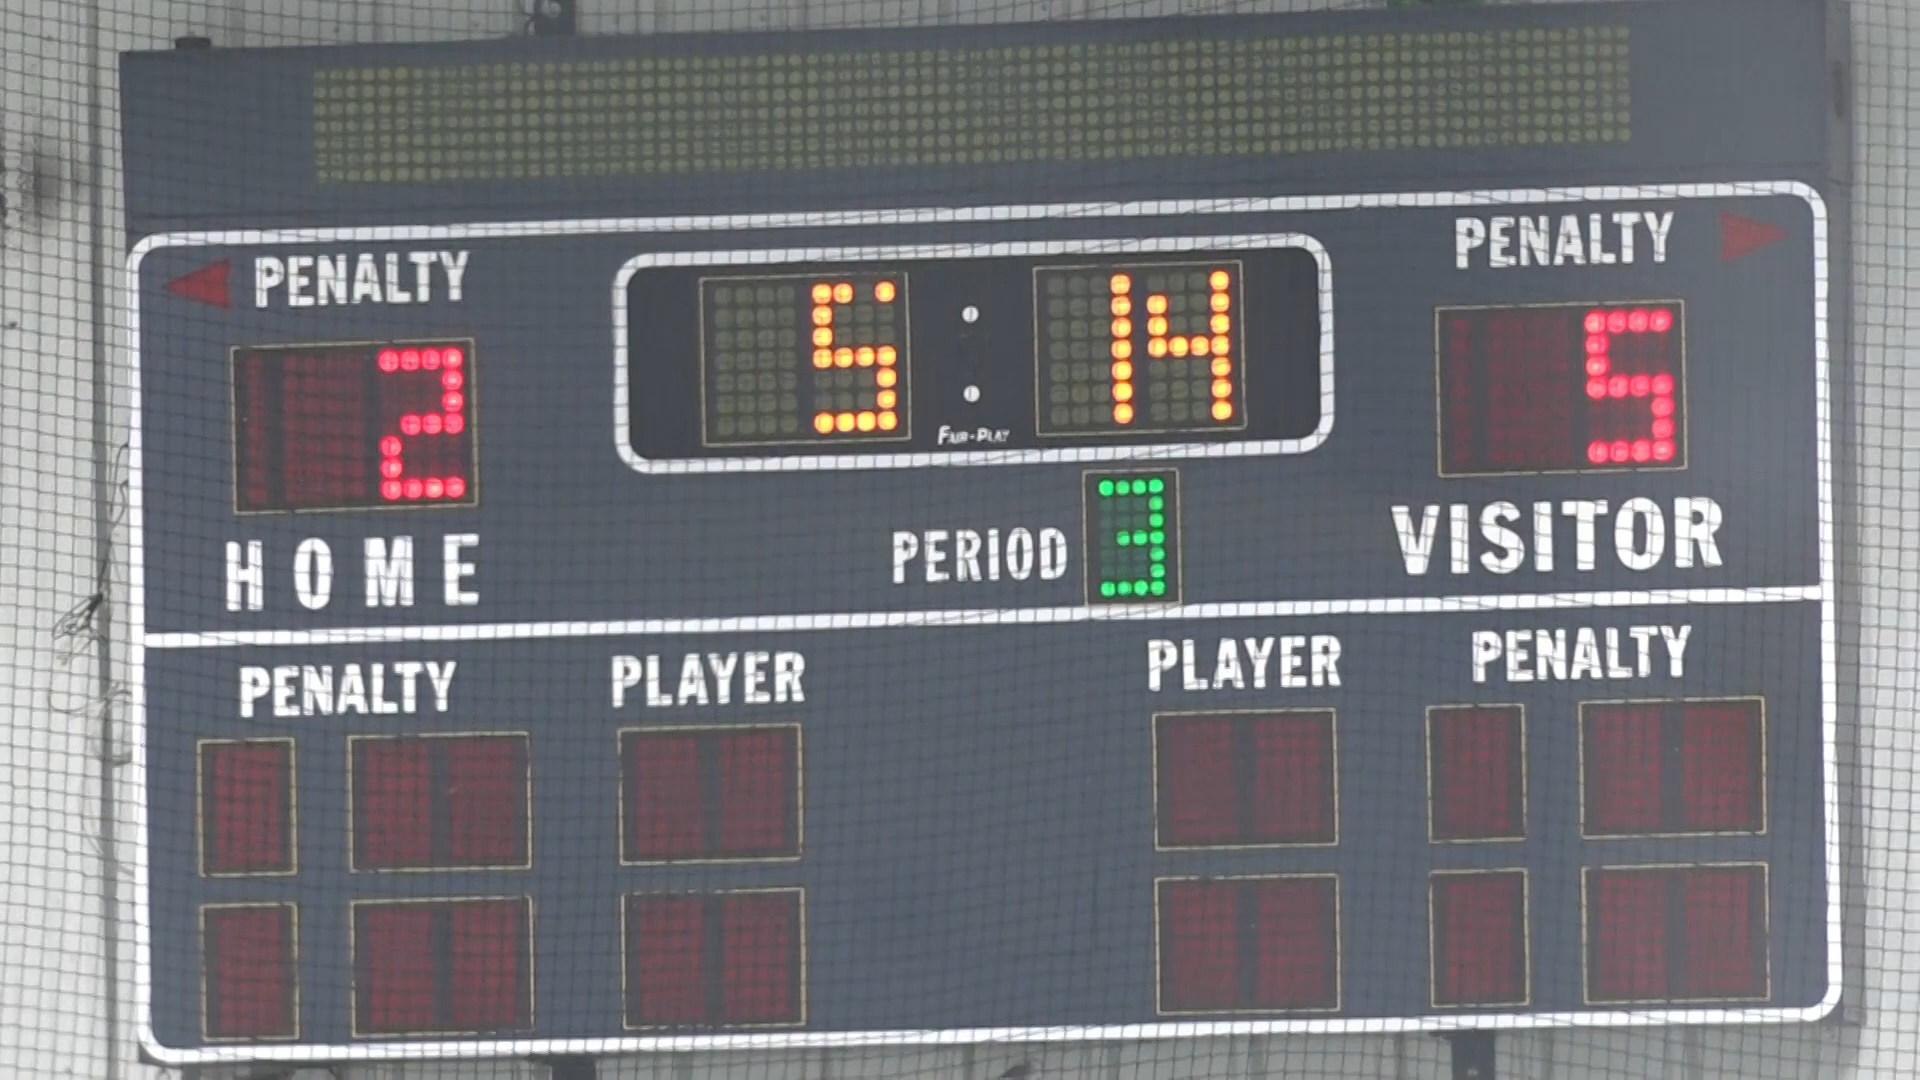 PENALTY 5 : 14 PENALTY
2 5
FAIR-PLAY
HOME PERIOD 3 VISITOR
PENALTY PLAYER PLAYER PENALTY